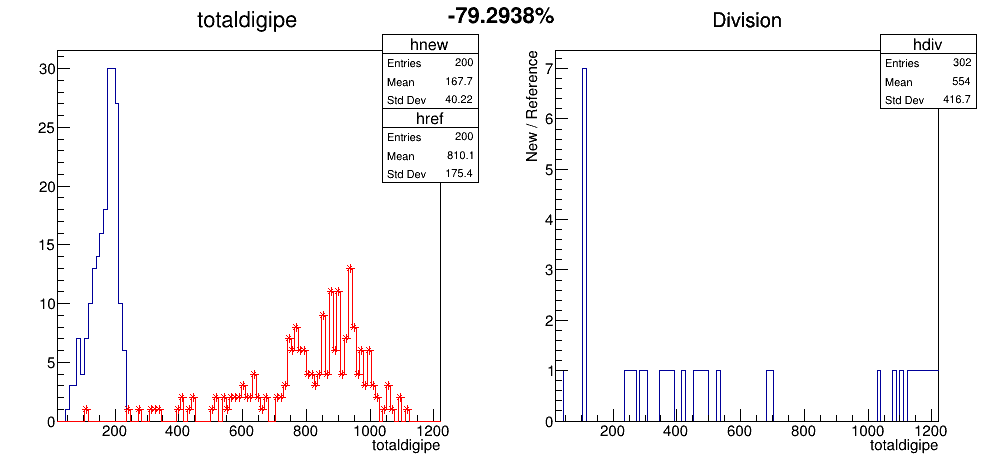 -79.2938%
totaldigipe
hnew
Entries 200
Mean 167.7
Std Dev 40.22
href
Entries 200
Mean 810.1
Std Dev 175.4
30
25
20
15
10
5
0
200 400 600 800 1000 1200
totaldigipe
Division
hdiv
Entries 302
Mean 554
Std Dev 416.7
New / Reference
7
6
5
4
3
2
1
0
200 400 600 800 1000 1200
totaldigipe